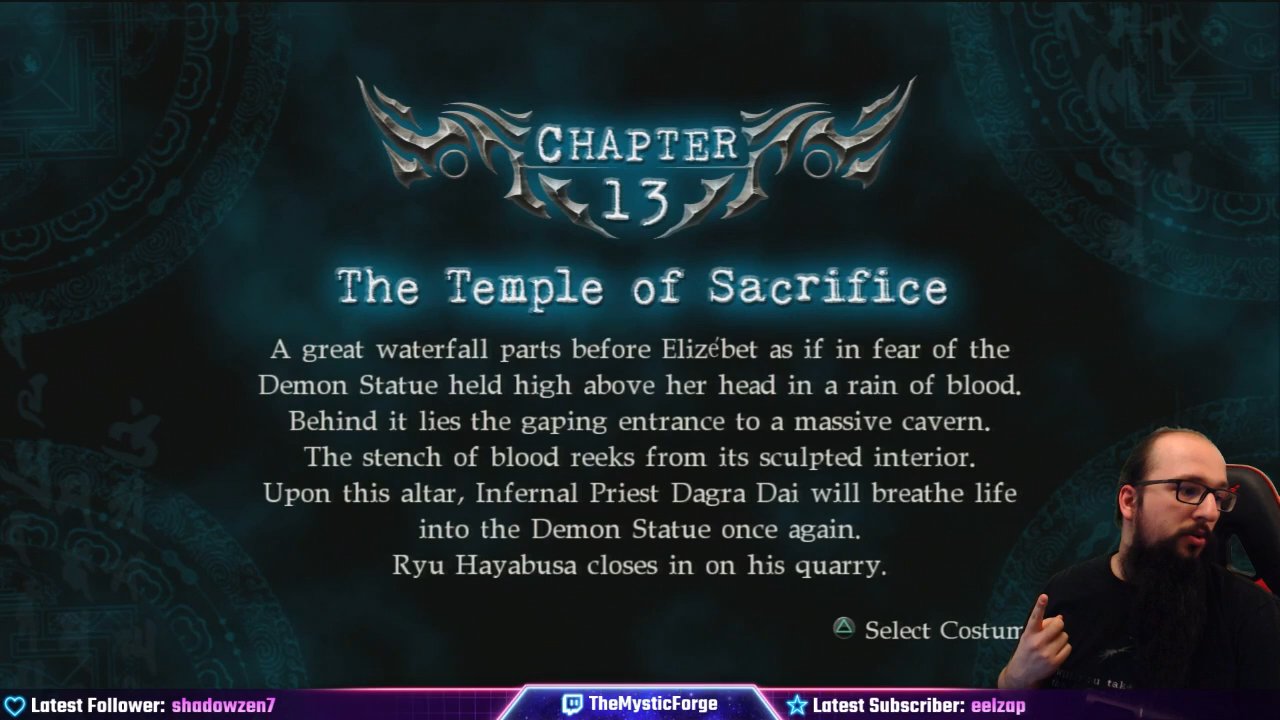 CHAPTER
13
The Temple of Sacrifice
A great waterfall parts before Elizébet as if in fear of the
Demon Statue held high above her head in a rain of blood.
Behind it lies the gaping entrance to a massive cavern.
The stench of blood reeks from its sculpted interior.
Upon this altar, Infernal Priest Dagra Dai will breathe life
into the Demon Statue once again.
Ryu Hayabusa closes in on his quarry.
Select Costum
Latest Follower: shadowzen7
TheMysticForge
Latest Subscriber: eelzap